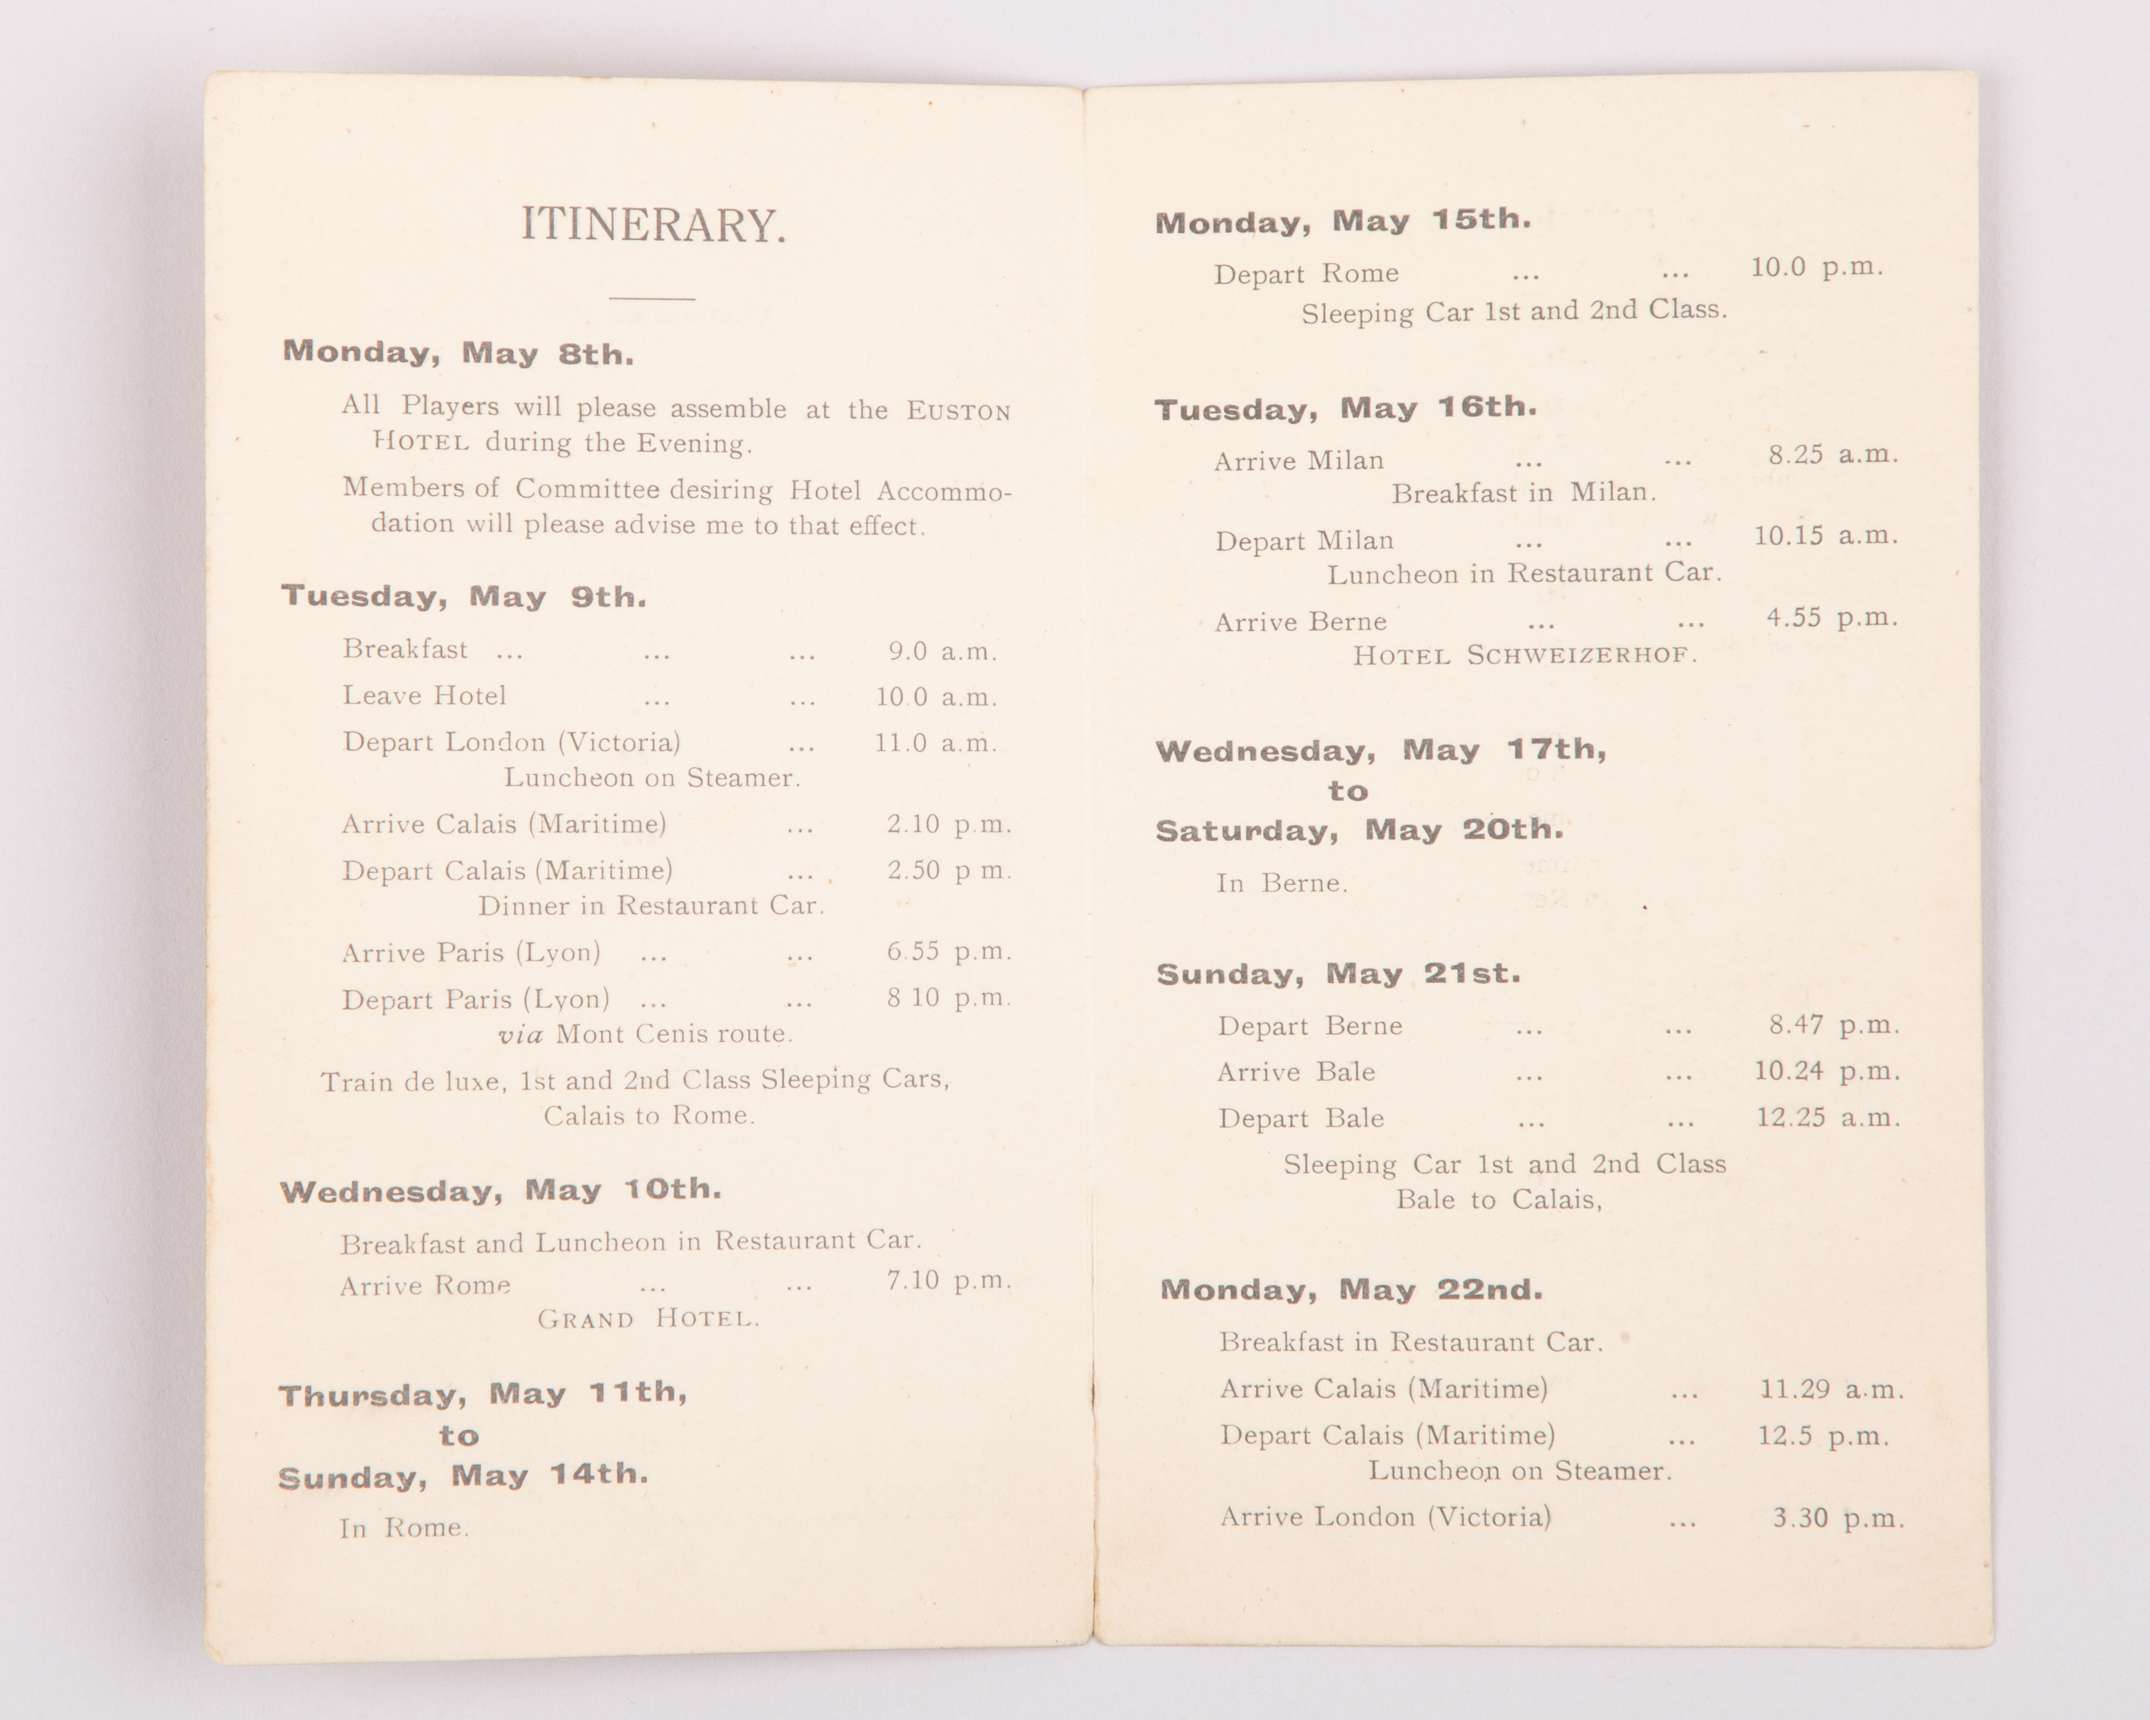 ITINERARY.
Monday, May 8th.
All Players will please assemble at the EUSTON
HOTEL during the Evening.
Members of Committee desiring Hotel Accommo-
dation will please advise me to that effect.
Tuesday, May 9th.
Breakfast ... ... ... 9.0 a.m.
Leave Hotel ... ... 10.0 a.m.
Depart London (Victoria) ... 11.0 a.m.
Luncheon on Steamer.
Arrive Calais (Maritime) ... 2.10 p.m.
Depart Calais (Maritime) ... 2.50 p m.
Dinner in Restaurant Car.
Arrive Paris (Lyon) ... ... 6.55 p.m.
Depart Paris (Lyon) ... ... 8 10 p.m.
via Mont Cenis route.
Train de luxe, 1st and 2nd Class Sleeping Cars,
Calais to Rome.
Wednesday, May 10th.
Breakfast and Luncheon in Restaurant Car.
Arrive Rome ... ... 7.10 p.m.
GRAND HOTEL.
Thursday, May 11th,
to
Sunday, May 14th.
In Rome.
Monday, May 15th.
Depart Rome ... ... 10.0 p.m.
Sleeping Car 1st and 2nd Class.
Tuesday, May 16th.
Arrive Milan ... ... 8.25 a.m.
Breakfast in Milan.
Depart Milan ... ... 10.15 a.m.
Luncheon in Restaurant Car.
Arrive Berne ... ... 4.55 p.m.
HOTEL SCHWEIZERHOF.
Wednesday, May 17th,
to
Saturday, May 20th.
In Berne.
Sunday, May 21st.
Depart Berne ... ... 8.47 p.m.
Arrive Bale ... ... 10.24 p.m.
Depart Bale ... ... 12.25 a.m.
Sleeping Car 1st and 2nd Class
Bale to Calais,
Monday, May 22nd.
Breakfast in Restaurant Car.
Arrive Calais (Maritime) ... 11.29 a.m.
Depart Calais (Maritime) ... 12.5 p.m.
Luncheon on Steamer.
Arrive London (Victoria) ... 3.30 p.m.